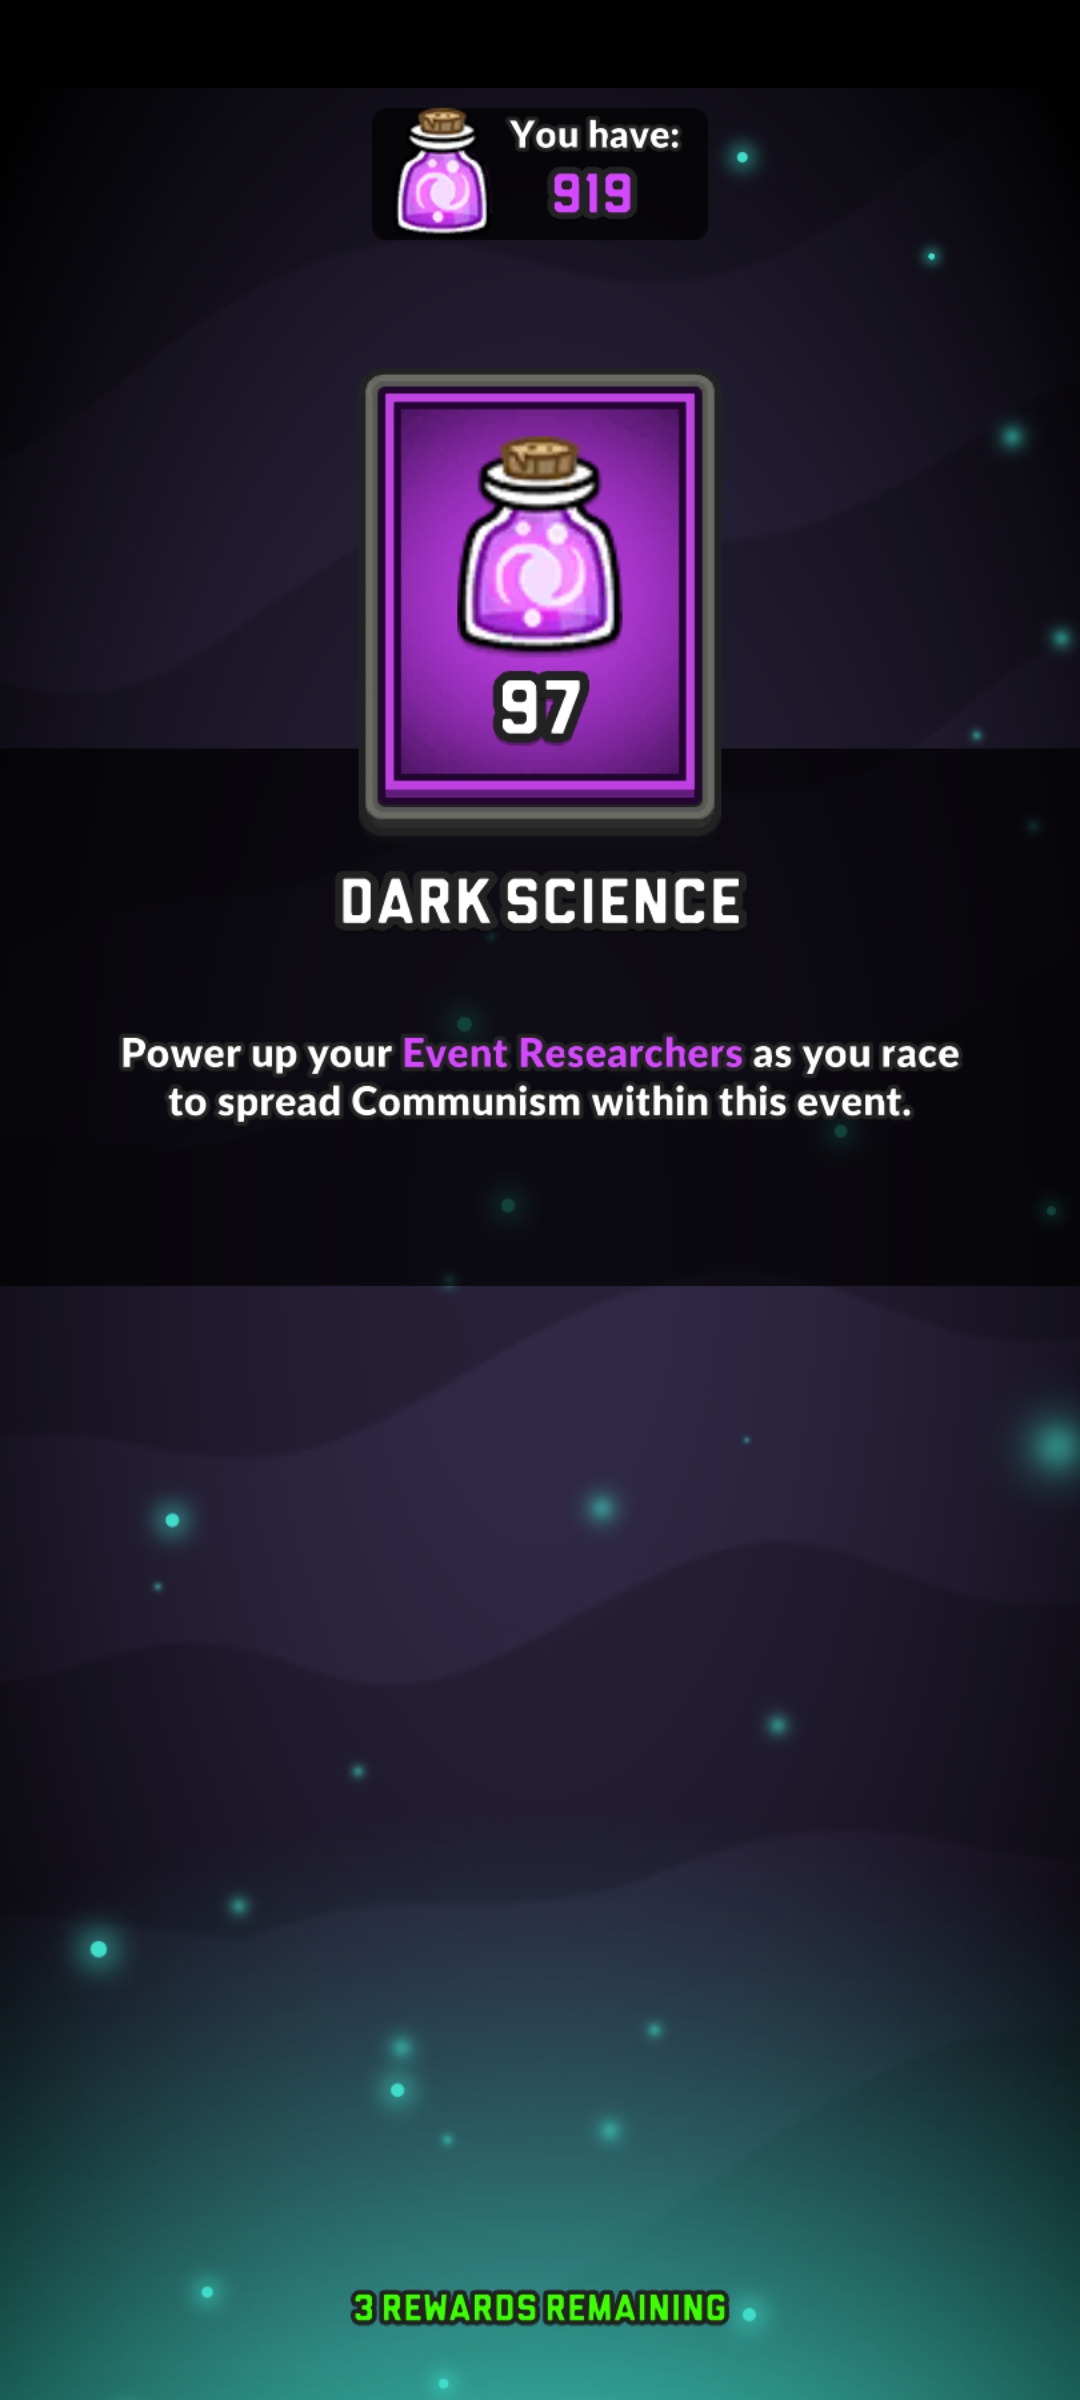 You have:
919
97
DARK SCIENCE
Power up your Event Researchers as you race
to spread Communism within this event.
3 REWARDS REMAINING